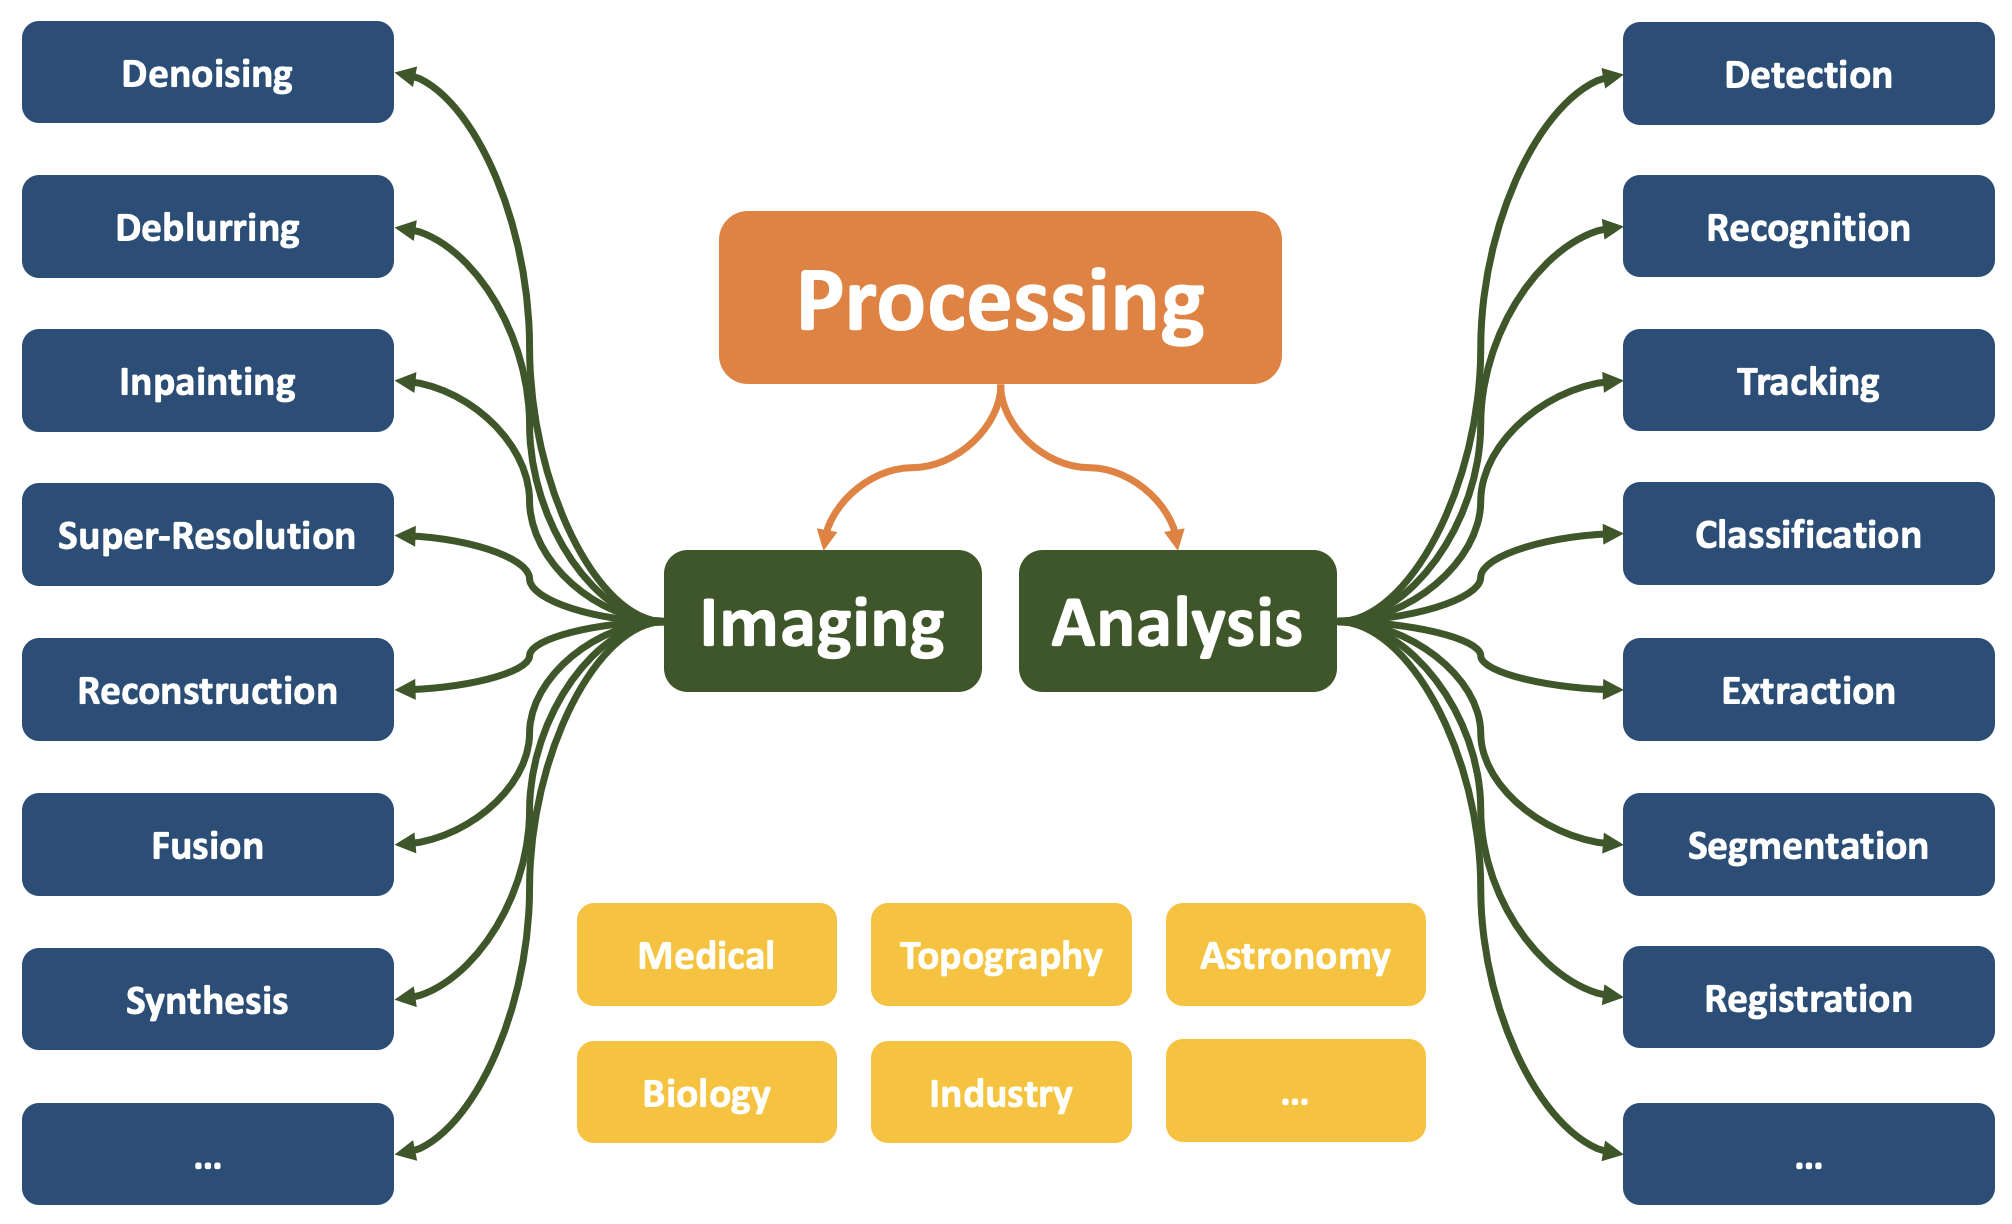 Denoising
Deblurring
Inpainting
Super-Resolution
Reconstruction
Fusion
Synthesis
...
Processing
Imaging
Analysis
Medical
Topography
Astronomy
Biology
Industry
...
Detection
Recognition
Tracking
Classification
Extraction
Segmentation
Registration
...